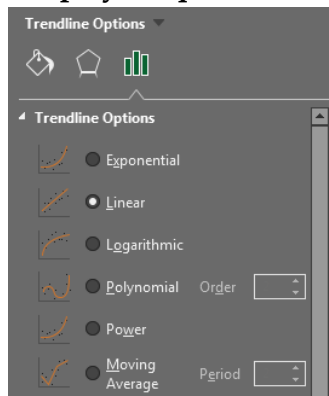 Trendline Options
Trendline Options
Exponential
Linear
Logarithmic
Polynomial Order
Power
Moving
Average Period